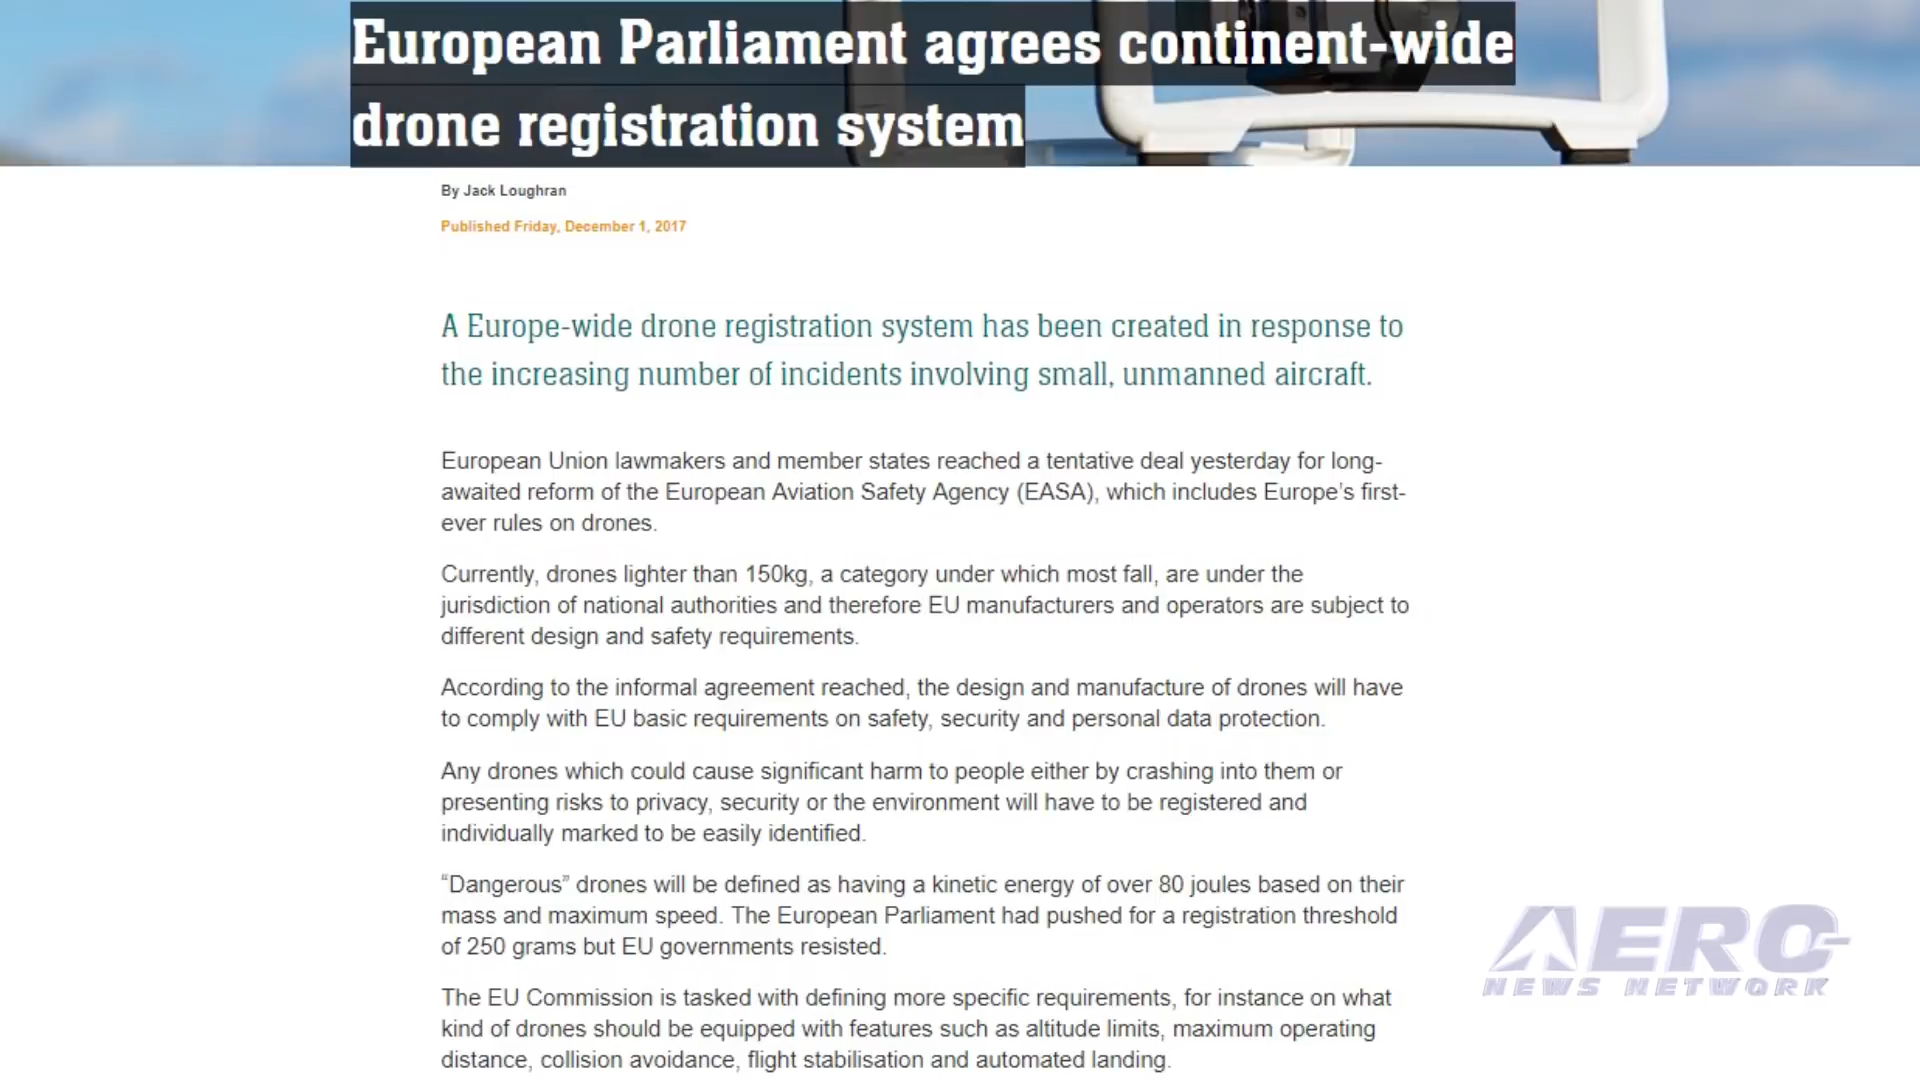 European Parliament agrees continent-wide
drone registration system
By Jack Loughran
Published Friday, December 1, 2017
A Europe-wide drone registration system has been created in response to
the increasing number of incidents involving small, unmanned aircraft.
European Union lawmakers and member states reached a tentative deal yesterday for long-
awaited reform of the European Aviation Safety Agency (EASA), which includes Europe’s first-
ever rules on drones.
Currently, drones lighter than 150kg, a category under which most fall, are under the
jurisdiction of national authorities and therefore EU manufacturers and operators are subject to
different design and safety requirements.
According to the informal agreement reached, the design and manufacture of drones will have
to comply with EU basic requirements on safety, security and personal data protection.
Any drones which could cause significant harm to people either by crashing into them or
presenting risks to privacy, security or the environment will have to be registered and
individually marked to be easily identified.
“Dangerous” drones will be defined as having a kinetic energy of over 80 joules based on their
mass and maximum speed. The European Parliament had pushed for a registration threshold
of 250 grams but EU governments resisted.
The EU Commission is tasked with defining more specific requirements, for instance on what
kind of drones should be equipped with features such as altitude limits, maximum operating
distance, collision avoidance, flight stabilisation and automated landing.
AERO
NEWS NETWORK